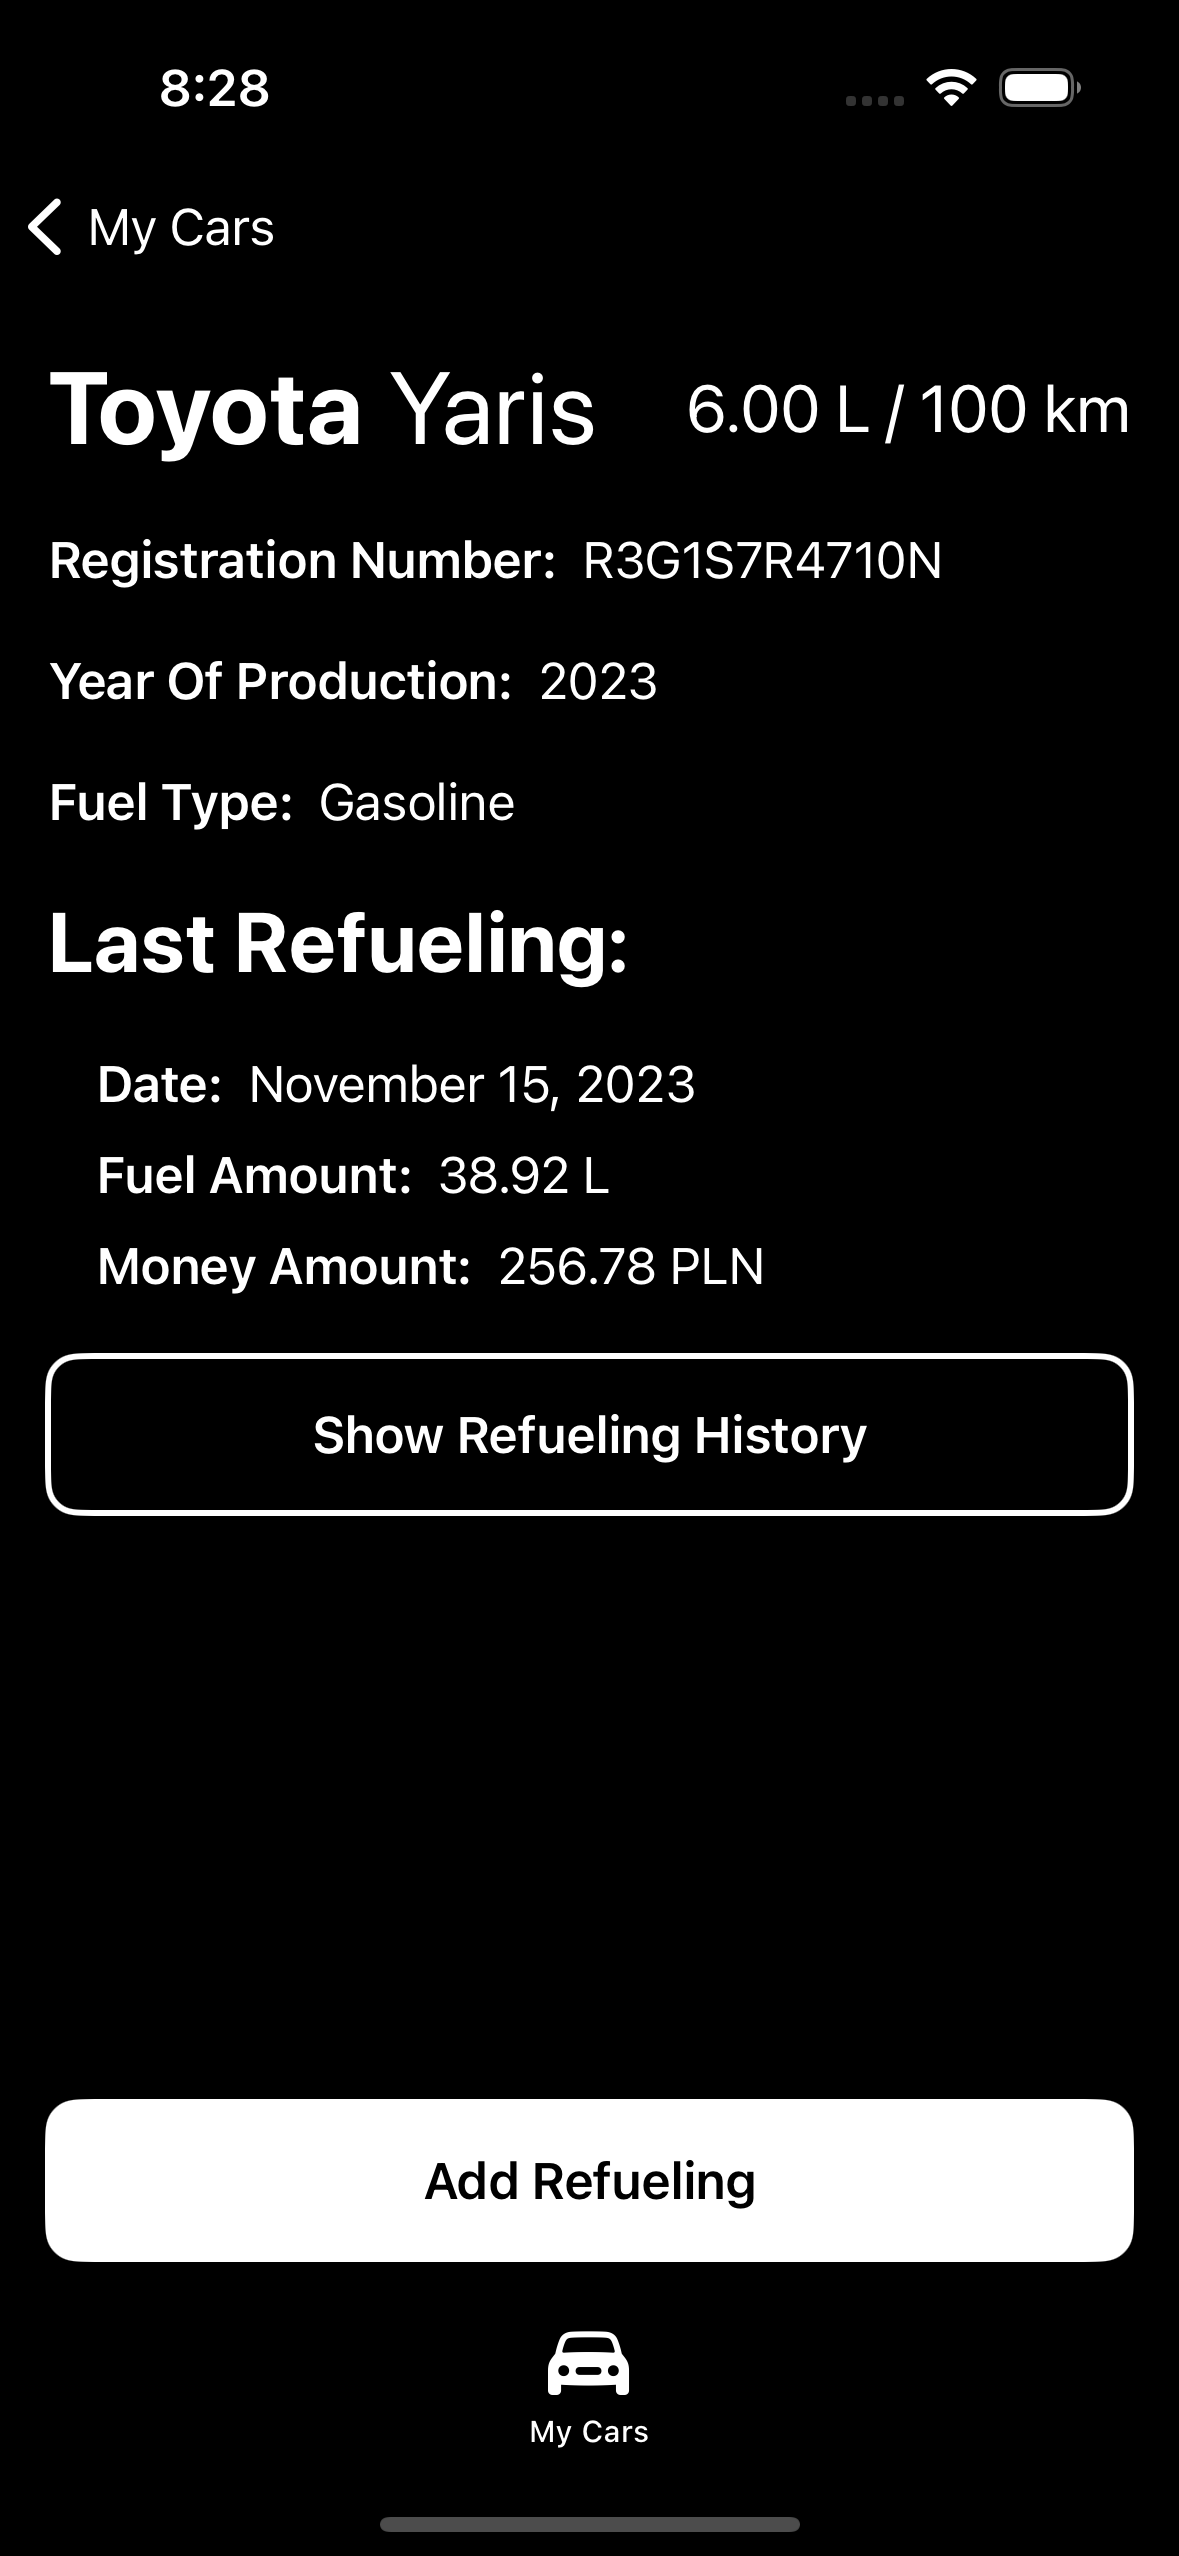 8:28
My Cars
Toyota Yaris 6.00 L / 100 km
Registration Number: R3G1S7R4710N
Year Of Production: 2023
Fuel Type: Gasoline
Last Refueling:
Date: November 15, 2023
Fuel Amount: 38.92 L
Money Amount: 256.78 PLN
Show Refueling History
Add Refueling
My Cars